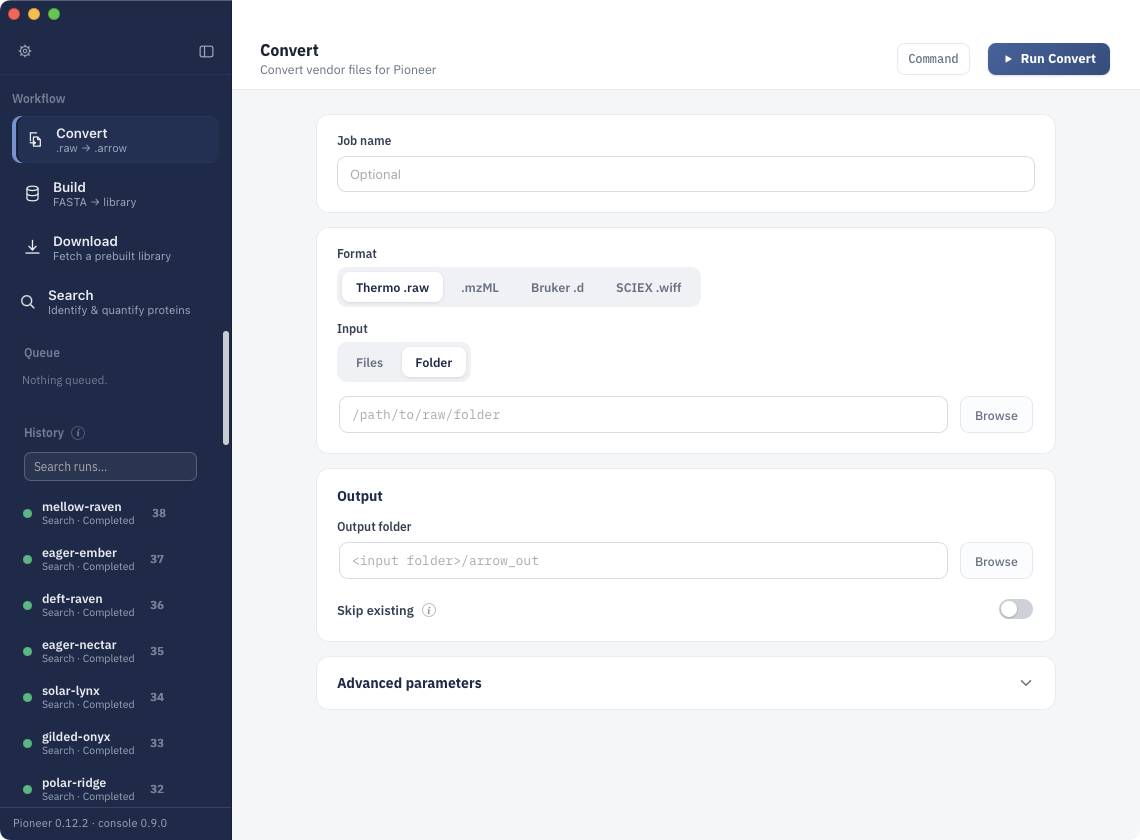 Workflow
Convert
.raw → .arrow
Build
FASTA → library
Download
Fetch a prebuilt library
Search
Identify & quantify proteins
Queue
Nothing queued.
History
Search runs...
mellow-raven 38
Search · Completed
eager-ember 37
Search · Completed
deft-raven 36
Search · Completed
eager-nectar 35
Search · Completed
solar-lynx 34
Search · Completed
gilded-onyx 33
Search · Completed
polar-ridge 32
Search · Completed
Pioneer 0.12.2 · console 0.9.0
Convert
Convert vendor files for Pioneer
Command
Run Convert
Job name
Optional
Format
Thermo .raw .mzML Bruker .d SCIEX .wiff
Input
Files Folder
/path/to/raw/folder Browse
Output
Output folder
<input folder>/arrow_out Browse
Skip existing
Advanced parameters